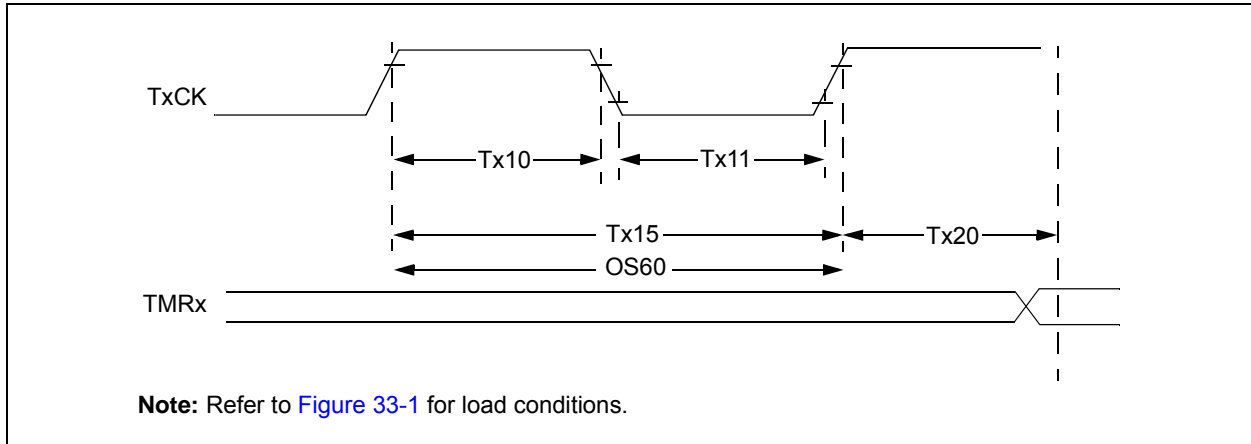 TxCK
Tx10
Tx11
Tx15
Tx20
OS60
TMRx
Note: Refer to Figure 33-1 for load conditions.